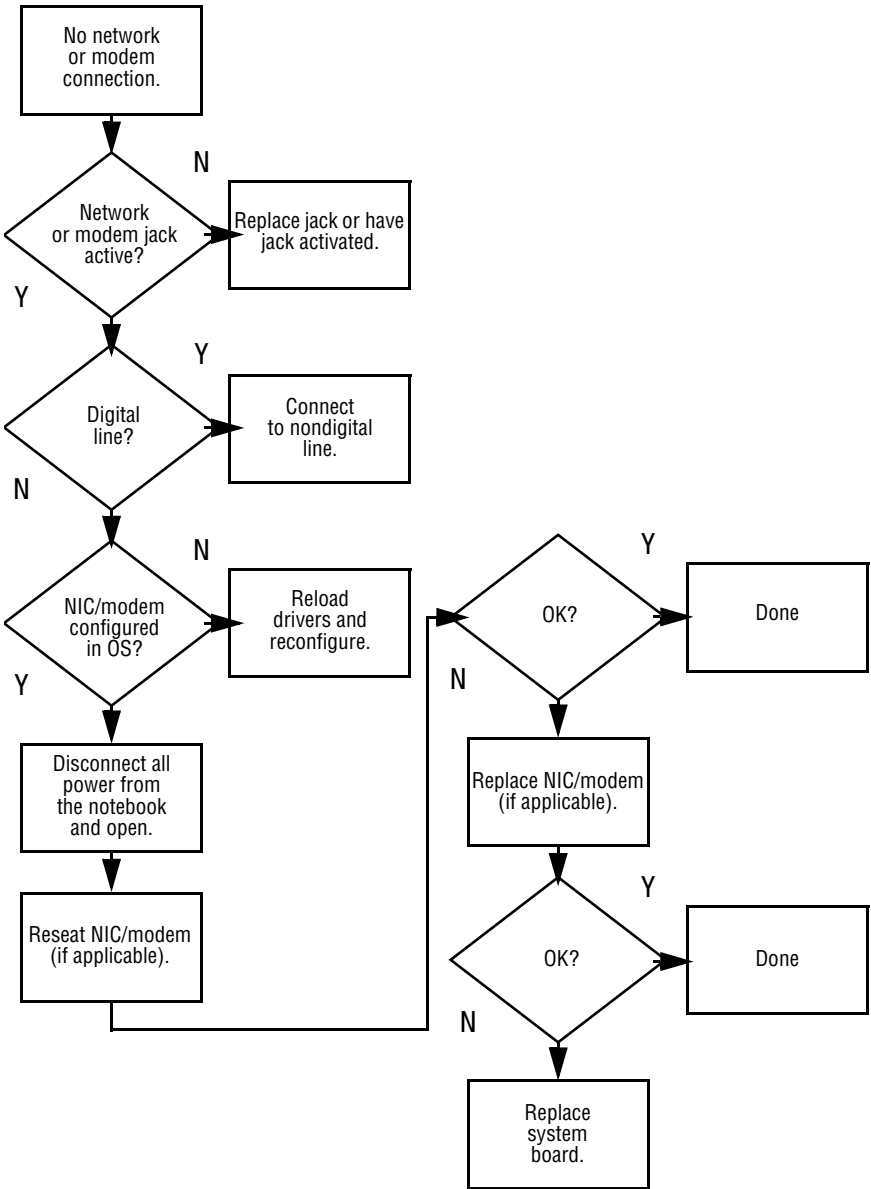 No network
or modem
connection.
N
Network
or modem jack
active?
Replace jack or have
jack activated.
Y
Y
Digital
line?
Connect
to nondigital
line.
N
N
NIC/modem
configured
in OS?
Reload
drivers and
reconfigure.
Y
Disconnect all
power from
the notebook
and open.
Reseat NIC/modem
(if applicable).
Y
OK?
Done
N
Replace NIC/modem
(if applicable).
Y
OK?
Done
N
Replace
system
board.